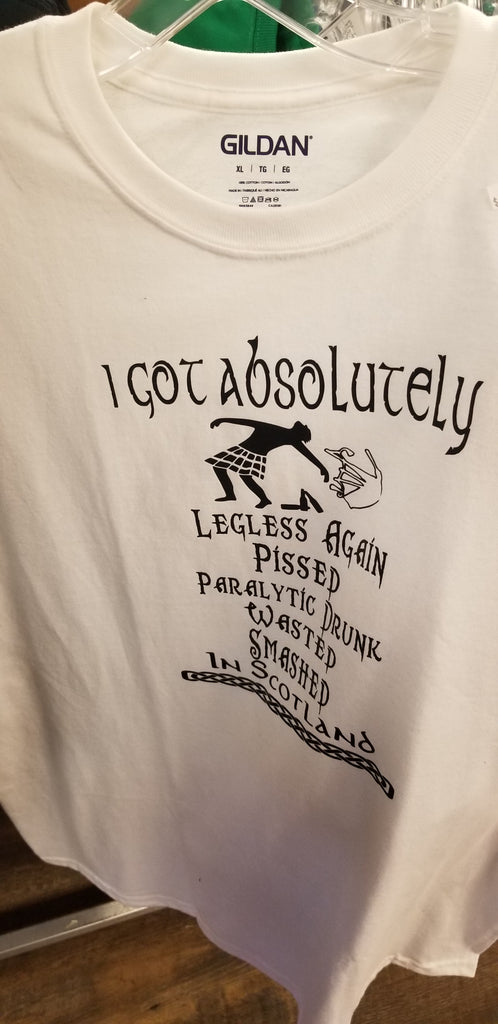 GILDAN®
XL | TG | EG
I GOT ABSOLUTELY
LEGLESS AGAIN
PISSED
PARALYTIC DRUNK
WASTED
SMASHED
IN SCOTLAND